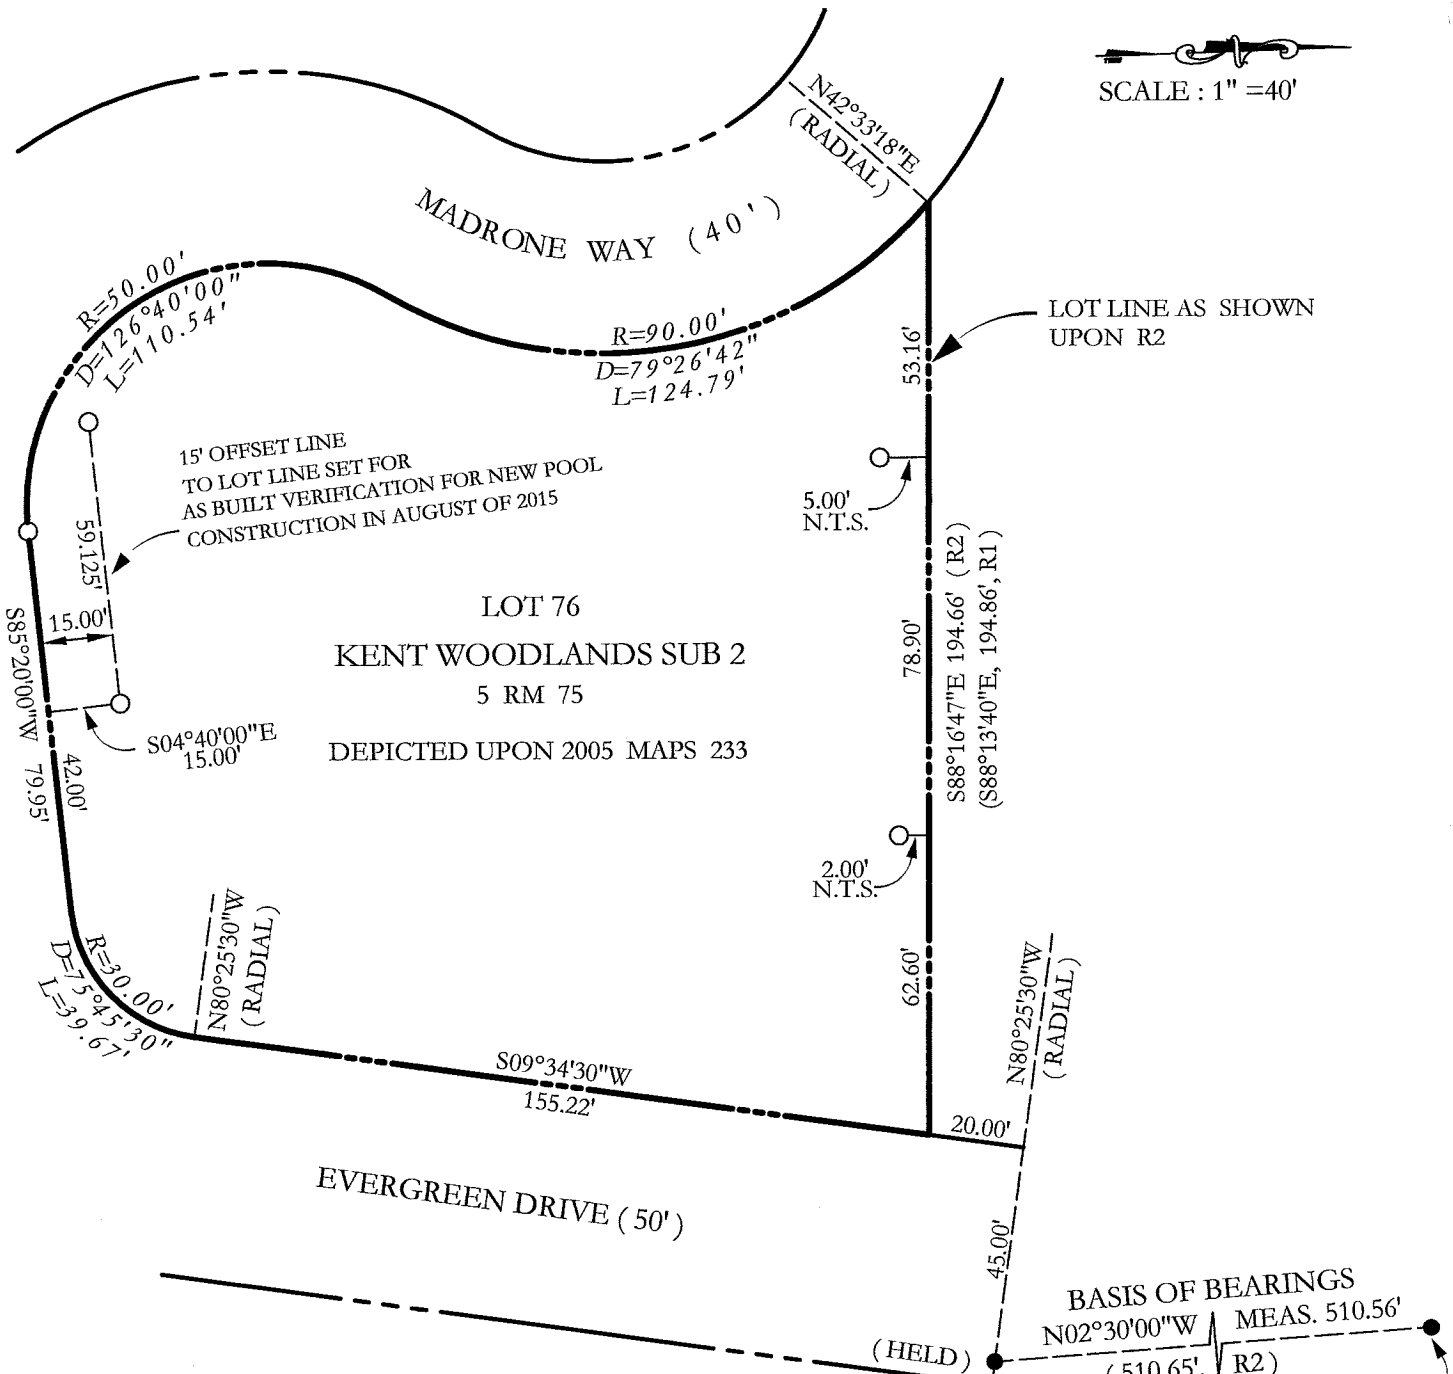 SCALE : 1" =40'
N42°33'18"E
(RADIAL)
MADRONE WAY (40')
R=50.00'
D=126°40'00"
L=110.54'
R=90.00'
D=79°26'42"
L=124.79'
53.16'
LOT LINE AS SHOWN
UPON R2
15' OFFSET LINE
TO LOT LINE SET FOR
AS BUILT VERIFICATION FOR NEW POOL
CONSTRUCTION IN AUGUST OF 2015
59.125'
5.00'
N.T.S.
15.00'
S85°20'00"W 79.95'
42.00'
S04°40'00"E
15.00'
LOT 76
KENT WOODLANDS SUB 2
5 RM 75
DEPICTED UPON 2005 MAPS 233
78.90'
S88°16'47"E 194.66' (R2)
(S88°13'40"E, 194.86', R1)
2.00'
N.T.S.
62.60'
R=30.00'
D=75°45'30"
L=39.67'
N80°25'30"W
(RADIAL)
N80°25'30"W
(RADIAL)
S09°34'30"W
155.22'
20.00'
EVERGREEN DRIVE (50')
45.00'
(HELD)
BASIS OF BEARINGS
N02°30'00"W MEAS. 510.56'
(510.65', R2)